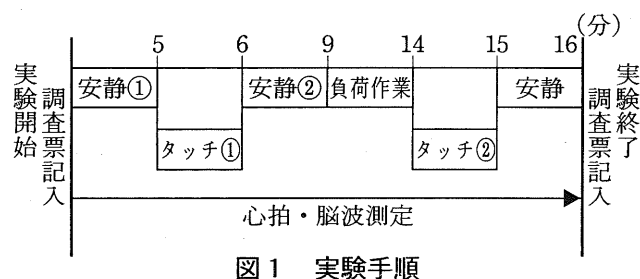 (分)
5 6 9 14 15 16
実験開始
調査票記入
安静① 安静② 負荷作業 安静
タッチ① タッチ②
心拍・脳波測定
調査票記入
実験終了
図1 実験手順